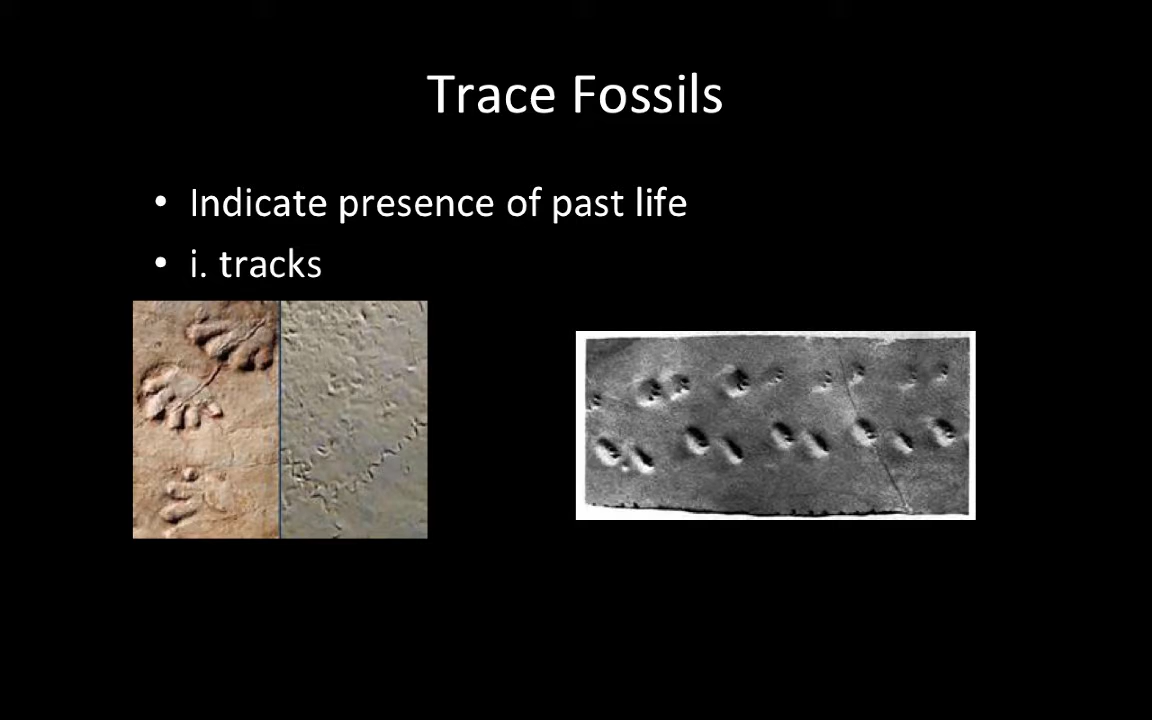 Trace Fossils
• Indicate presence of past life
• i. tracks